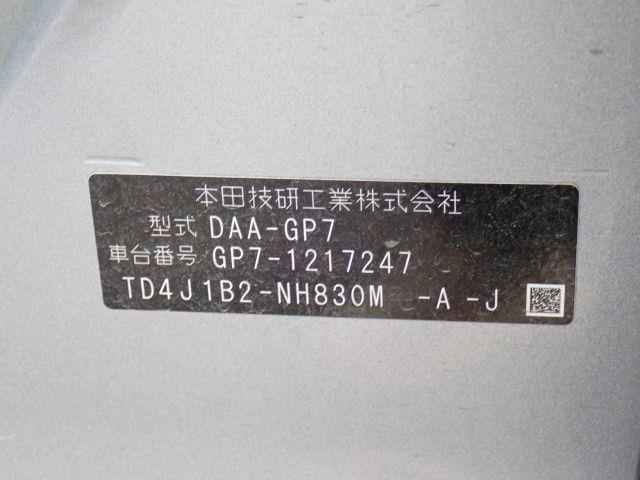 本田技研工業株式会社
型式 DAA-GP7
車台番号 GP7-1217247
TD4J1B2-NH830M -A-J